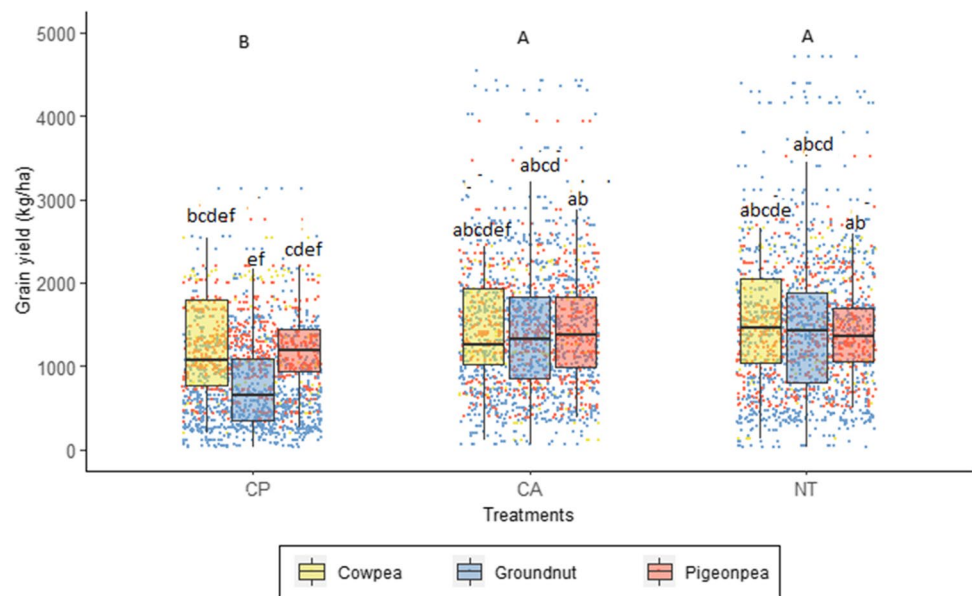 5000
4000
3000
2000
1000
0
Grain yield (kg/ha)
B
A
A
bcdef
ef
cdef
abcdef
abcd
ab
abcde
abcd
ab
CP
CA
NT
Treatments
Cowpea
Groundnut
Pigeonpea